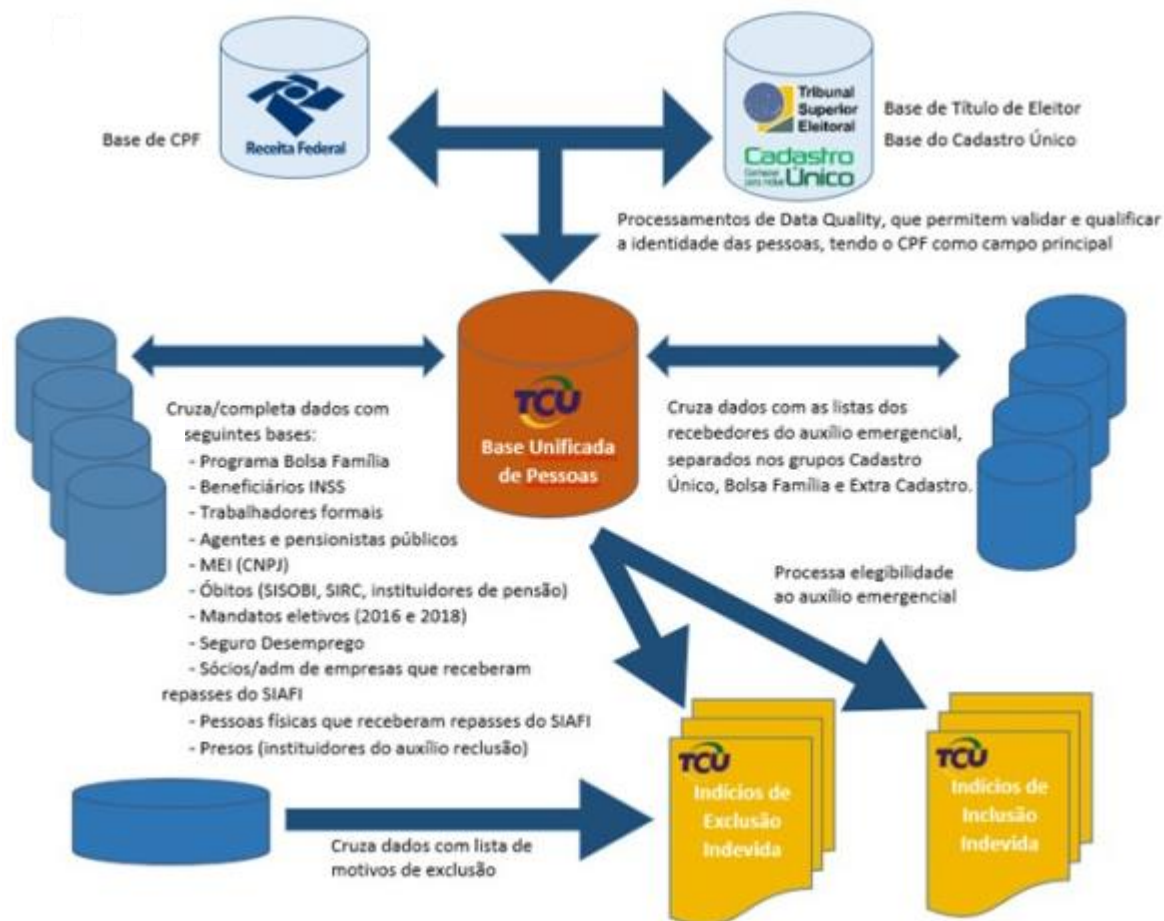 Base de CPF
Receita Federal
Tribunal
Superior
Eleitoral
Cadastro
Único
Base de Título de Eleitor
Base do Cadastro Único
Processamentos de Data Quality, que permitem validar e qualificar
a identidade das pessoas, tendo o CPF como campo principal
TCU
Base Unificada
de Pessoas
Cruza/completa dados com
seguintes bases:
- Programa Bolsa Família
- Beneficiários INSS
- Trabalhadores formais
- Agentes e pensionistas públicos
- MEI (CNPJ)
- Óbitos (SISOBI, SIRC, instituidores de pensão)
- Mandatos eletivos (2016 e 2018)
- Seguro Desemprego
- Sócios/adm de empresas que receberam
repasses do SIAFI
- Pessoas físicas que receberam repasses do SIAFI
- Presos (instituidores do auxílio reclusão)
Cruza dados com as listas dos
recebedores do auxílio emergencial,
separados nos grupos Cadastro
Único, Bolsa Família e Extra Cadastro.
Processa elegibilidade
ao auxílio emergencial
Cruza dados com lista de
motivos de exclusão
TCU
Indícios de
Exclusão
Indevida
TCU
Indícios de
Inclusão
Indevida